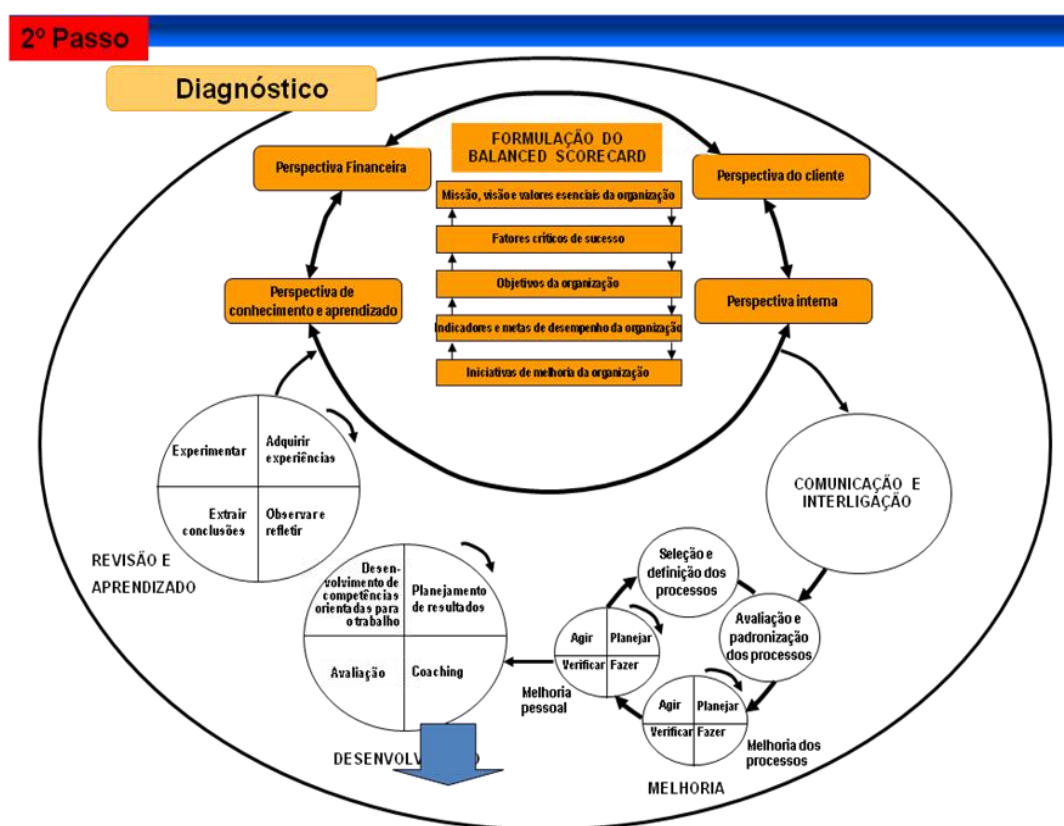 2º Passo
Diagnóstico
FORMULAÇÃO DO
BALANCED SCORECARD
Perspectiva Financeira
Perspectiva do cliente
Missão, visão e valores esenciais da organização
Fatores críticos de sucesso
Objetivos da organização
Perspectiva de
conhecimento e aprendizado
Perspectiva interna
Indicadores e metas de desempenho da organização
Iniciativas de melhoria da organização
Experimentar
Adquirir
experiências
Extrair
conclusões
Observar e
refletir
REVISÃO E
APRENDIZADO
COMUNICAÇÃO E
INTERLIGAÇÃO
Desen-
volvimento de
competências
orientadas para
o trabalho
Planejamento
de resultados
Avaliação
Coaching
Seleção e
definição dos
processos
Avaliação e
padronização
dos processos
Agir
Planejar
Verificar
Fazer
Melhoria
pessoal
Agir
Planejar
Verificar
Fazer
Melhoria dos
processos
DESENV O
MELHORIA